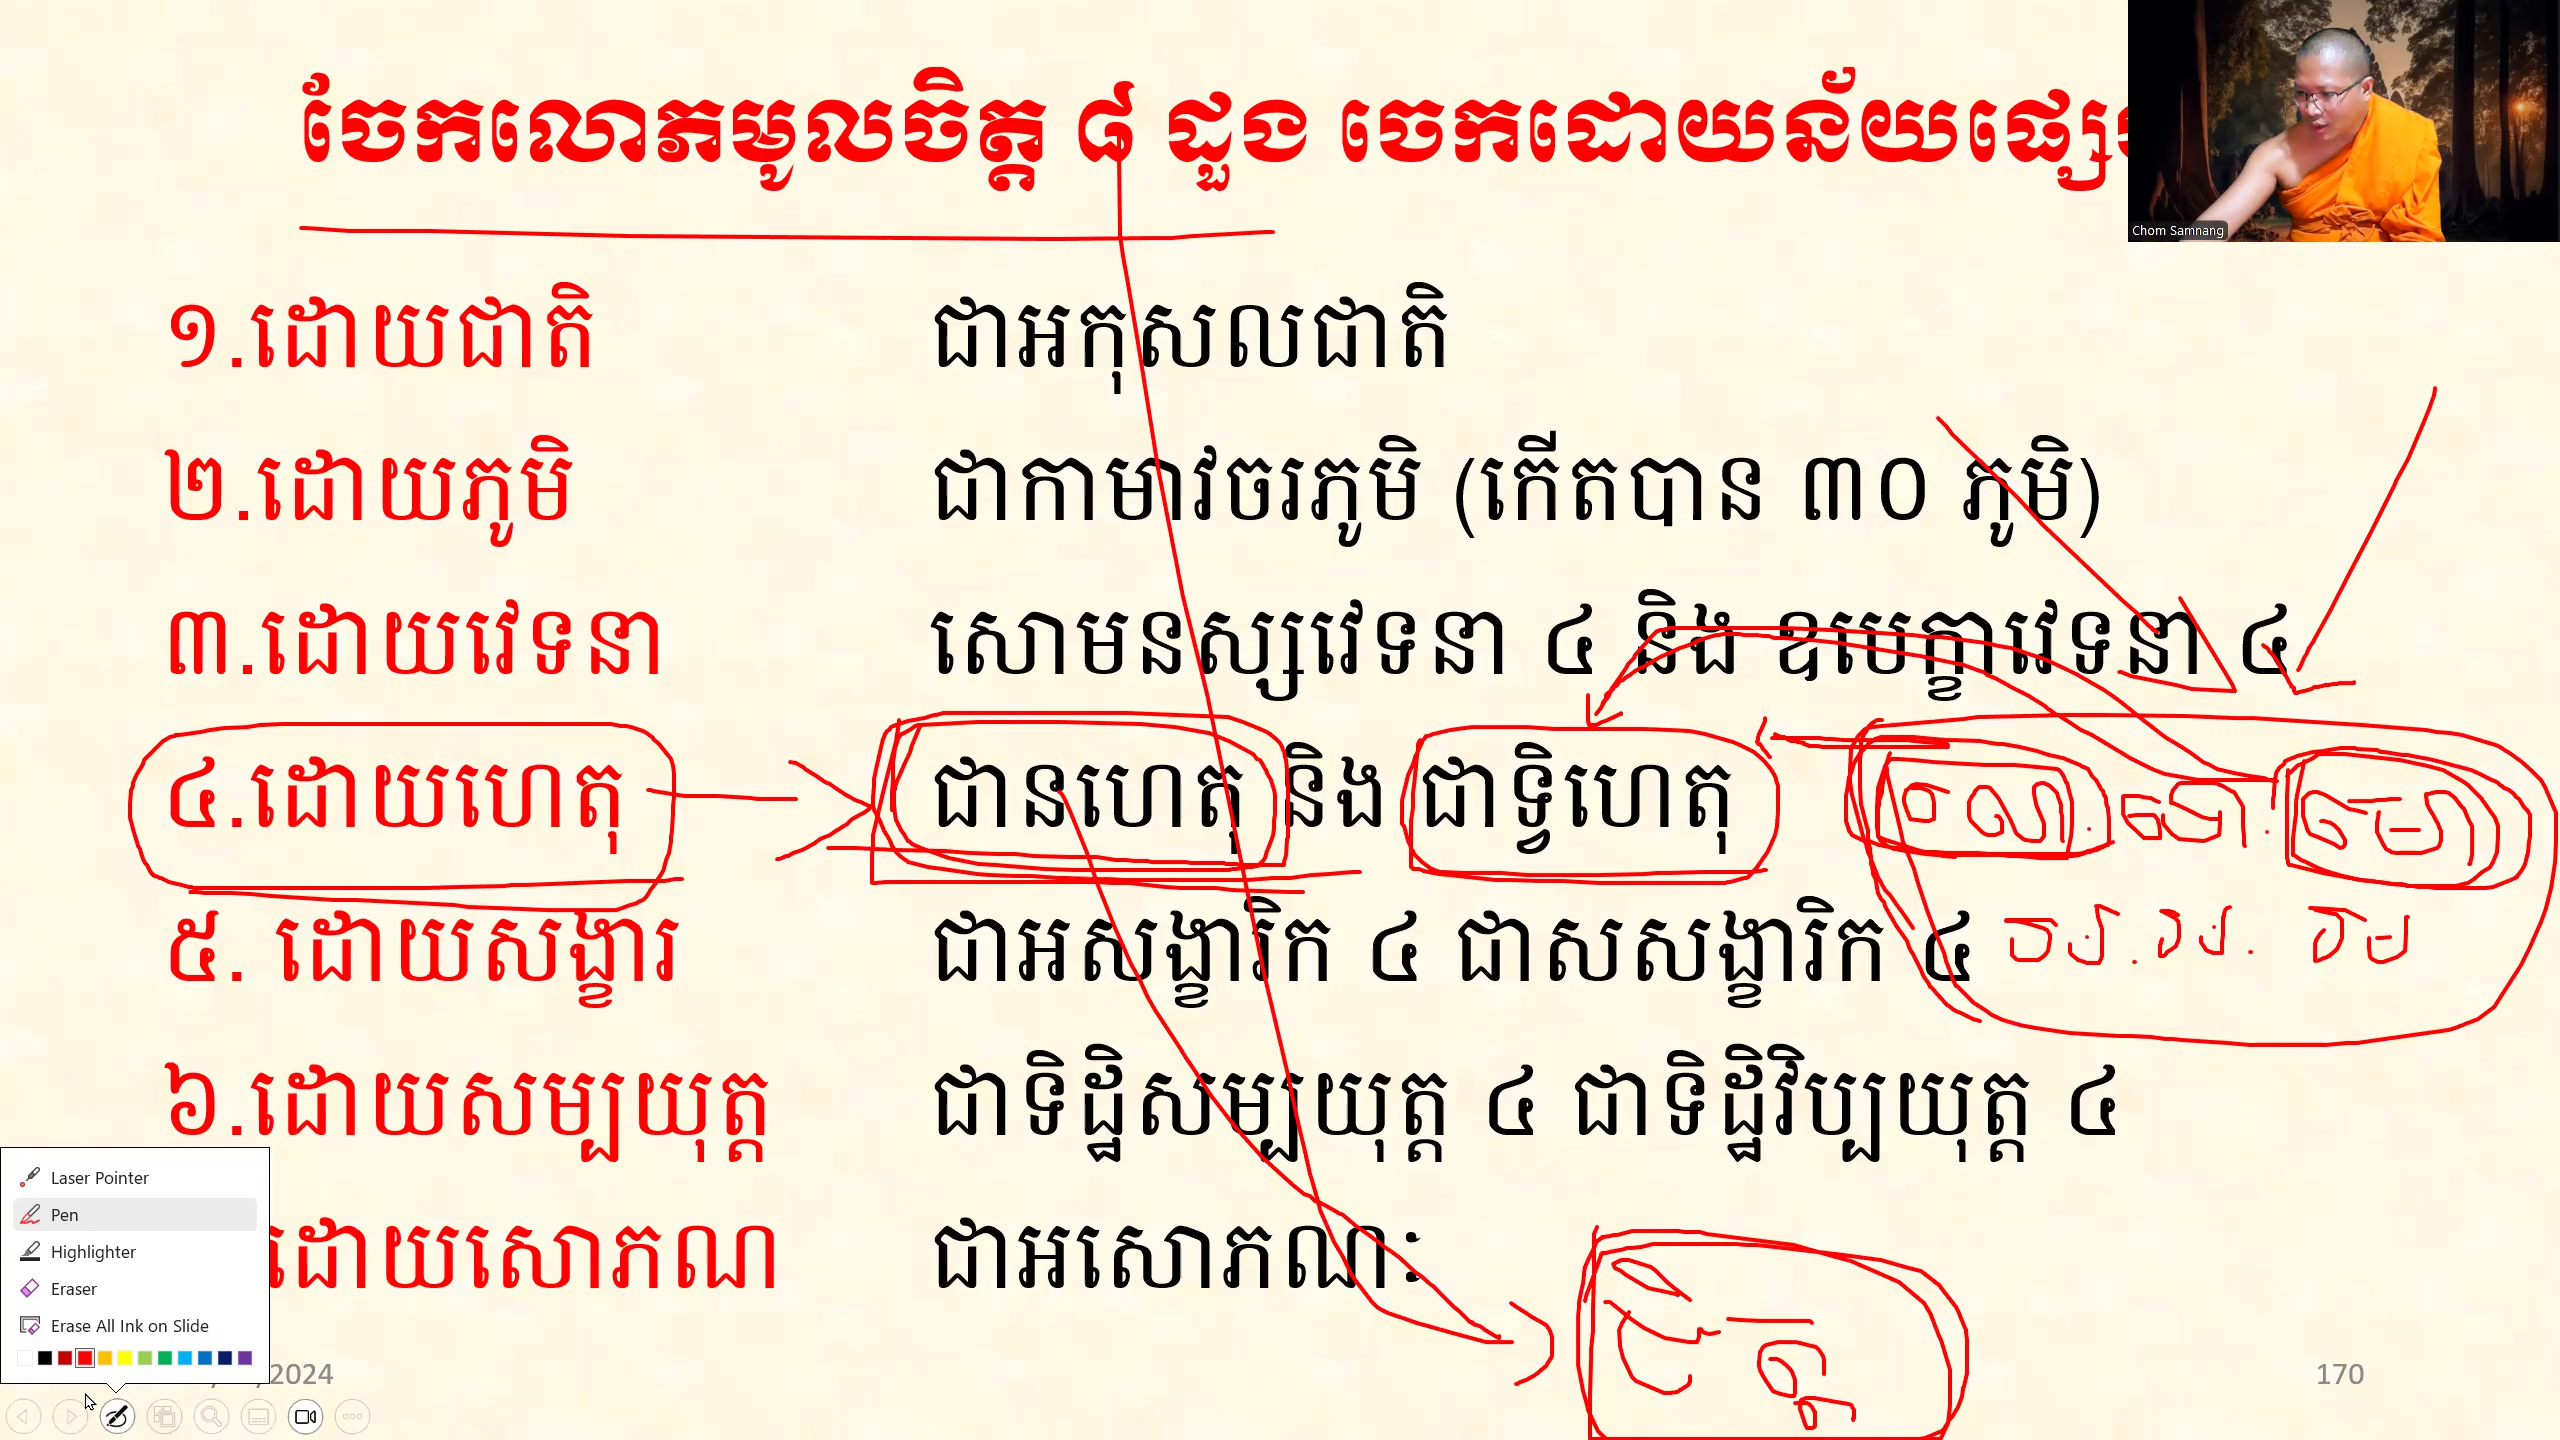 ចែកលោភមូលចិត្ត ៨ ដួង ចែកដោយន័យផ្សេង
Chom Samnang
១.ដោយជាតិ ជាអកុសលជាតិ
២.ដោយភូមិ ជាកាមាវចរភូមិ (កើតបាន ៣០ ភូមិ)
៣.ដោយវេទនា សោមនស្សវេទនា ៤ និង ឧបេក្ខាវេទនា ៤
៤.ដោយហេតុ ជានហេតុ និង ជាទ្វិហេតុ
៥. ដោយសង្ខារ ជាអសង្ខារិក ៤ ជាសសង្ខារិក ៤
៦.ដោយសម្បយុត្ត ជាទិដ្ឋិសម្បយុត្ត ៤ ជាទិដ្ឋិវិប្បយុត្ត ៤
ដោយសោភណ ជាអសោភណៈ
Laser Pointer
Pen
Highlighter
Eraser
Erase All Ink on Slide
2024
170